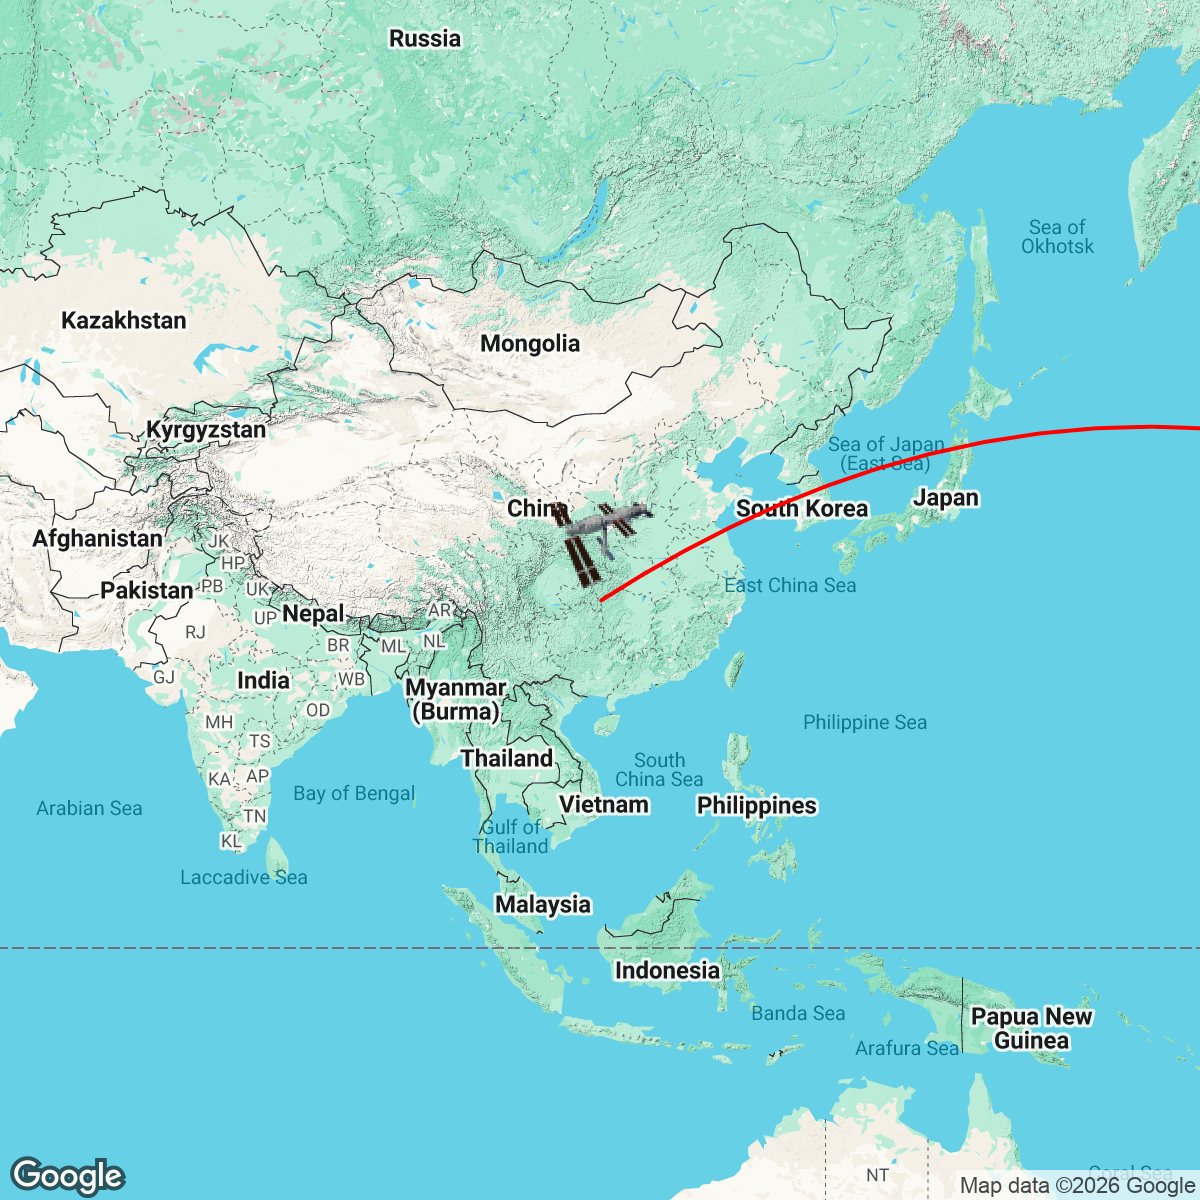 Russia
Sea of
Okhotsk
Kazakhstan
Mongolia
Kyrgyzstan
Sea of Japan
(East Sea)
China
South Korea
Japan
Afghanistan
JK
HP
Pakistan
PB
UK
East China Sea
Nepal
UP
AR
RJ
BR
ML
NL
GJ
India
WB
Myanmar
(Burma)
OD
MH
Philippine Sea
TS
Thailand
South
China Sea
KA
AP
Bay of Bengal
Arabian Sea
Vietnam
Philippines
TN
Gulf of
Thailand
KL
Laccadive Sea
Malaysia
Indonesia
Banda Sea
Papua New
Guinea
Arafura Sea
NT
Coral Sea
Google
Map data ©2026 Google